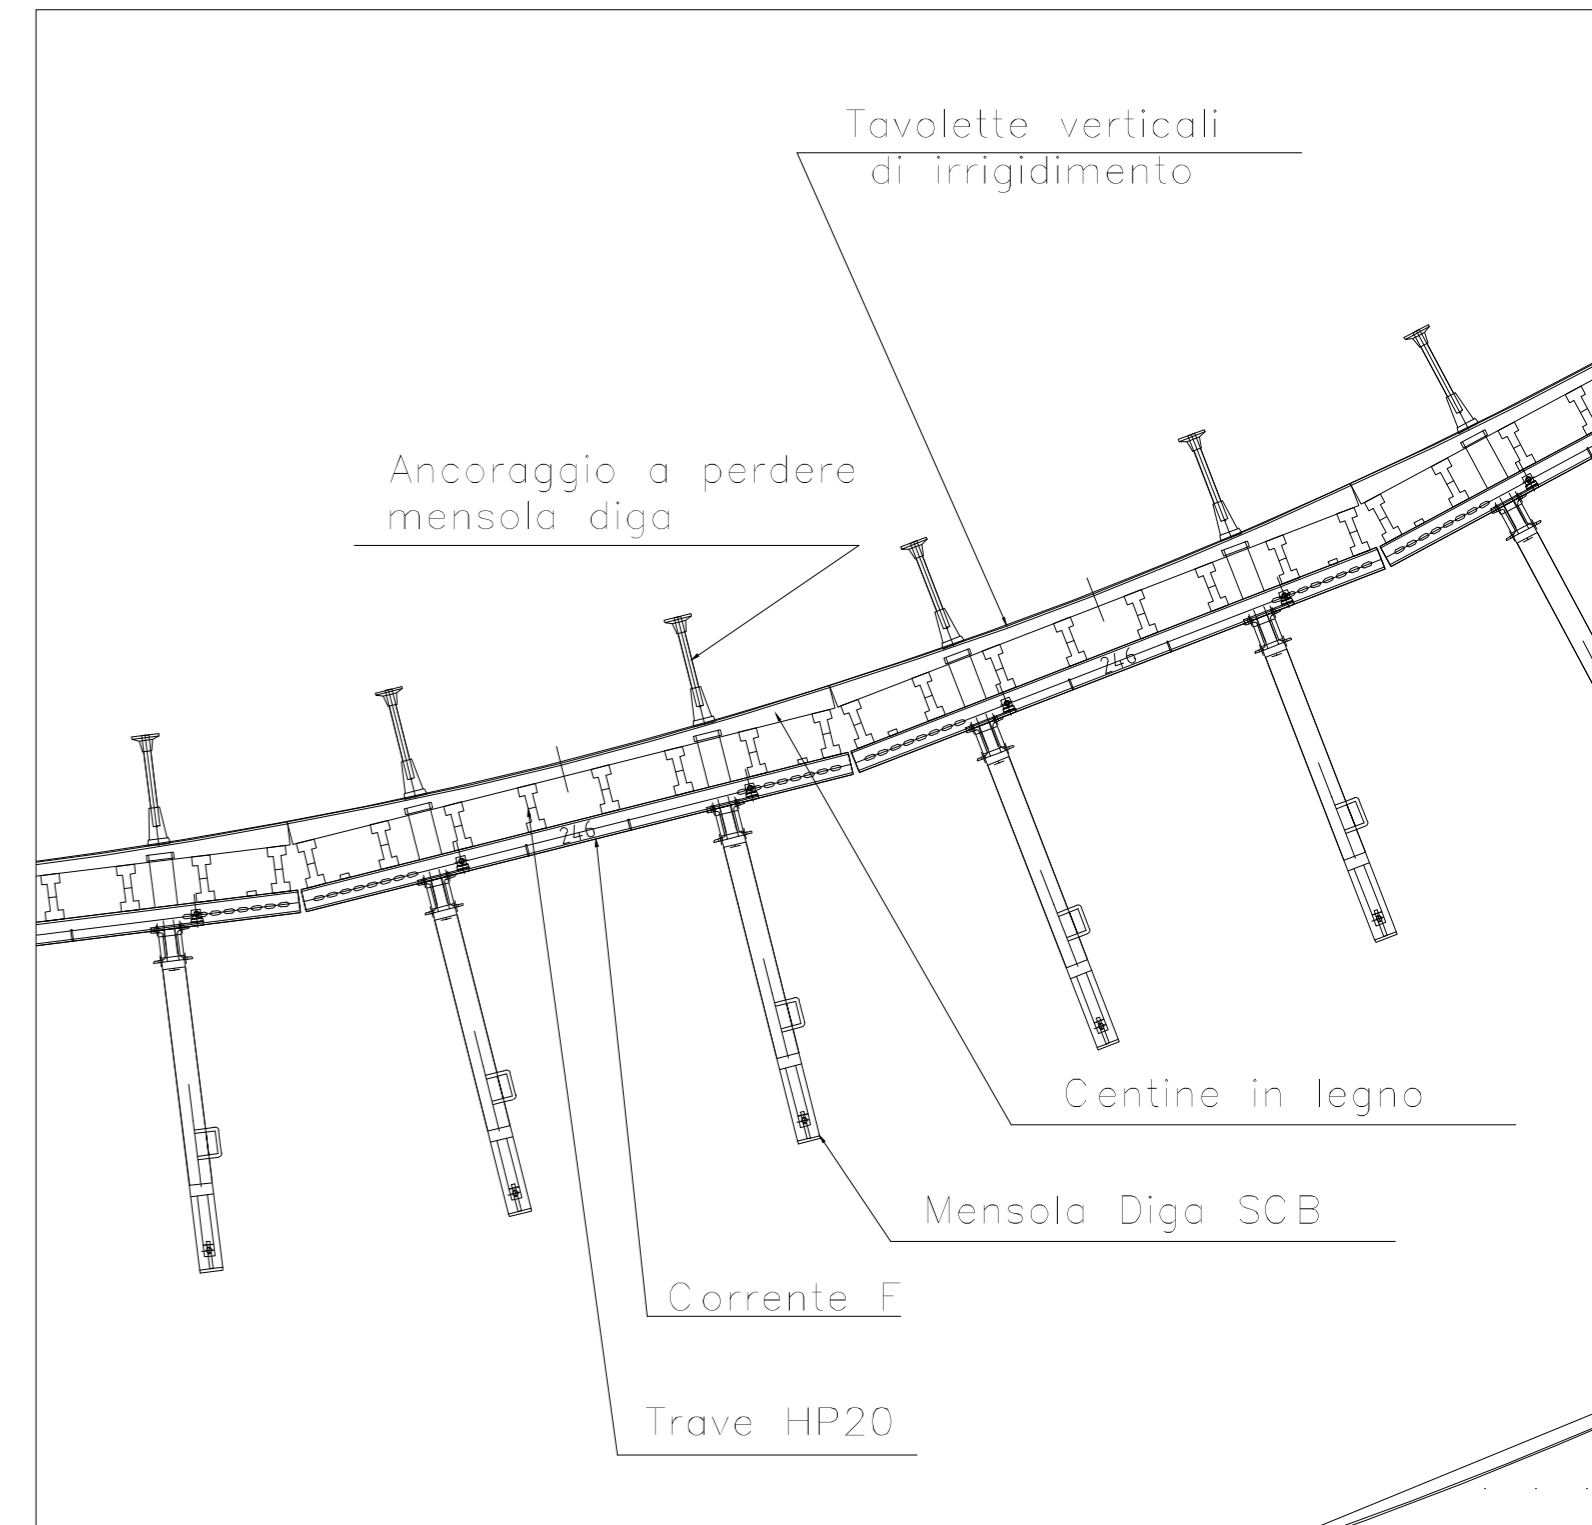 Tavolette verticali
di irrigidimento
Ancoraggio a perdere
mensola diga
246
246
Centine in legno
Mensola Diga SCB
Corrente F
Trave HP20